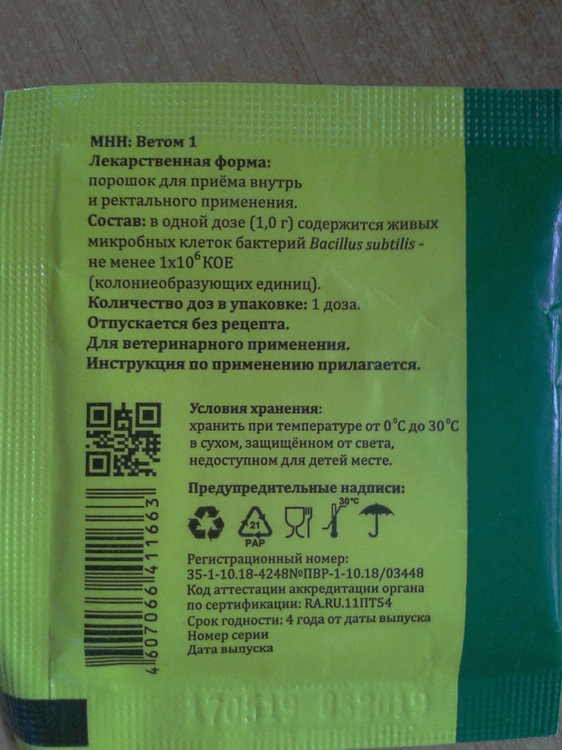 МНН: Ветом 1
Лекарственная форма:
порошок для приёма внутрь
и ректального применения.
Состав: в одной дозе (1,0 г) содержится живых
микробных клеток бактерий Bacillus subtilis -
не менее 1х10⁶ КОЕ
(колониеобразующих единиц).
Количество доз в упаковке: 1 доза.
Отпускается без рецепта.
Для ветеринарного применения.
Инструкция по применению прилагается.
Условия хранения:
хранить при температуре от 0°С до 30°С
в сухом, защищённом от света,
недоступном для детей месте.
Предупредительные надписи:
30°С
21
PAP
Регистрационный номер:
35-1-10.18-4248№ПВР-1-10.18/03448
Код аттестации аккредитации органа
по сертификации: RA.RU.11ПТ54
Срок годности: 4 года от даты выпуска
Номер серии
Дата выпуска
4607066411663